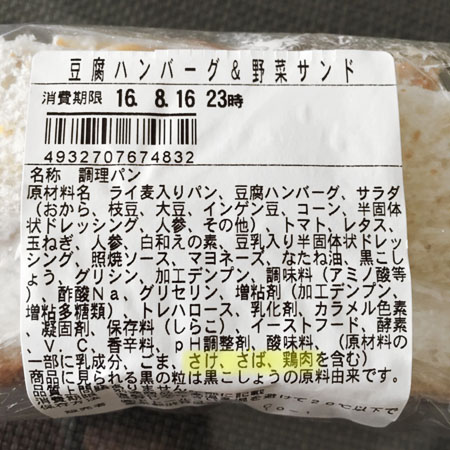 豆腐ハンバーグ&野菜サンド
消費期限 16. 8.16 23時
4932707674832
名称 調理パン
原材料名 ライ麦入りパン、豆腐ハンバーグ、サラダ
(おから、枝豆、大豆、インゲン豆、コーン、半固体
状ドレッシング、人参、その他)、トマト、レタス、
玉ねぎ、人参、白和えの素、豆乳入り半固体状ドレッ
シング、照焼ソース、マヨネーズ、なたね油、黒こし
ょう、グリシン、加工デンプン、調味料(アミノ酸等
)、酢酸Na、グリセリン、増粘剤(加工デンプン、
増粘多糖類)、トレハロース、乳化剤、カラメル色素
、凝固剤、保存料(しらこ)、イーストフード、酵素
、V.C、香辛料、pH調整剤、酸味料、(原材料の
一部に乳成分、ごま、さけ、さば、鶏肉を含む)
商品に見られる黒の粒は黒こしょうの原料由来です。
避けて20℃以下で